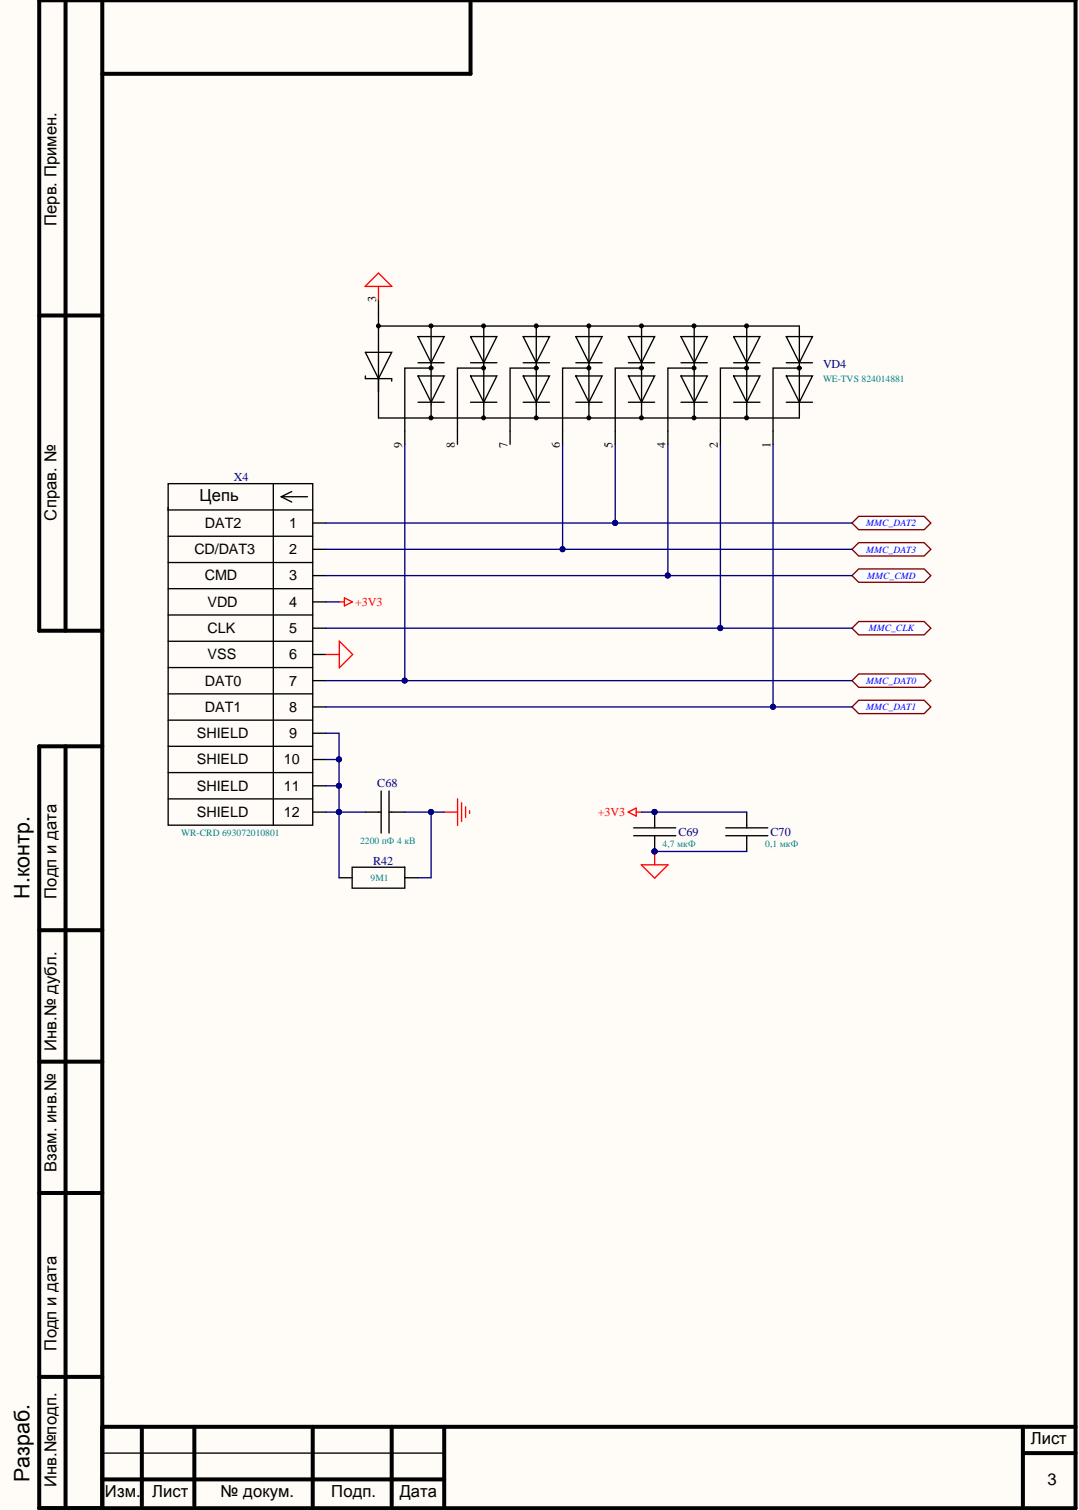 Перв. Примен.
Справ. №
Н.контр.
Подп и дата
Инв.№ дубл.
Взам. инв.№
Подп и дата
Разраб.
Инв.№подп.
3
VD4
WE-TVS 824014881
9 8 7 6 5 4 2 1
X4
Цепь
DAT2 1 MMC_DAT2
CD/DAT3 2 MMC_DAT3
CMD 3 MMC_CMD
VDD 4 +3V3
CLK 5 MMC_CLK
VSS 6
DAT0 7 MMC_DAT0
DAT1 8 MMC_DAT1
SHIELD 9
SHIELD 10
SHIELD 11
SHIELD 12
WR-CRD 693072010801
C68
2200 пФ 4 кВ
R42
9М1
+3V3
C69
4,7 мкФ
C70
0,1 мкФ
Изм. Лист № докум. Подп. Дата
Лист
3